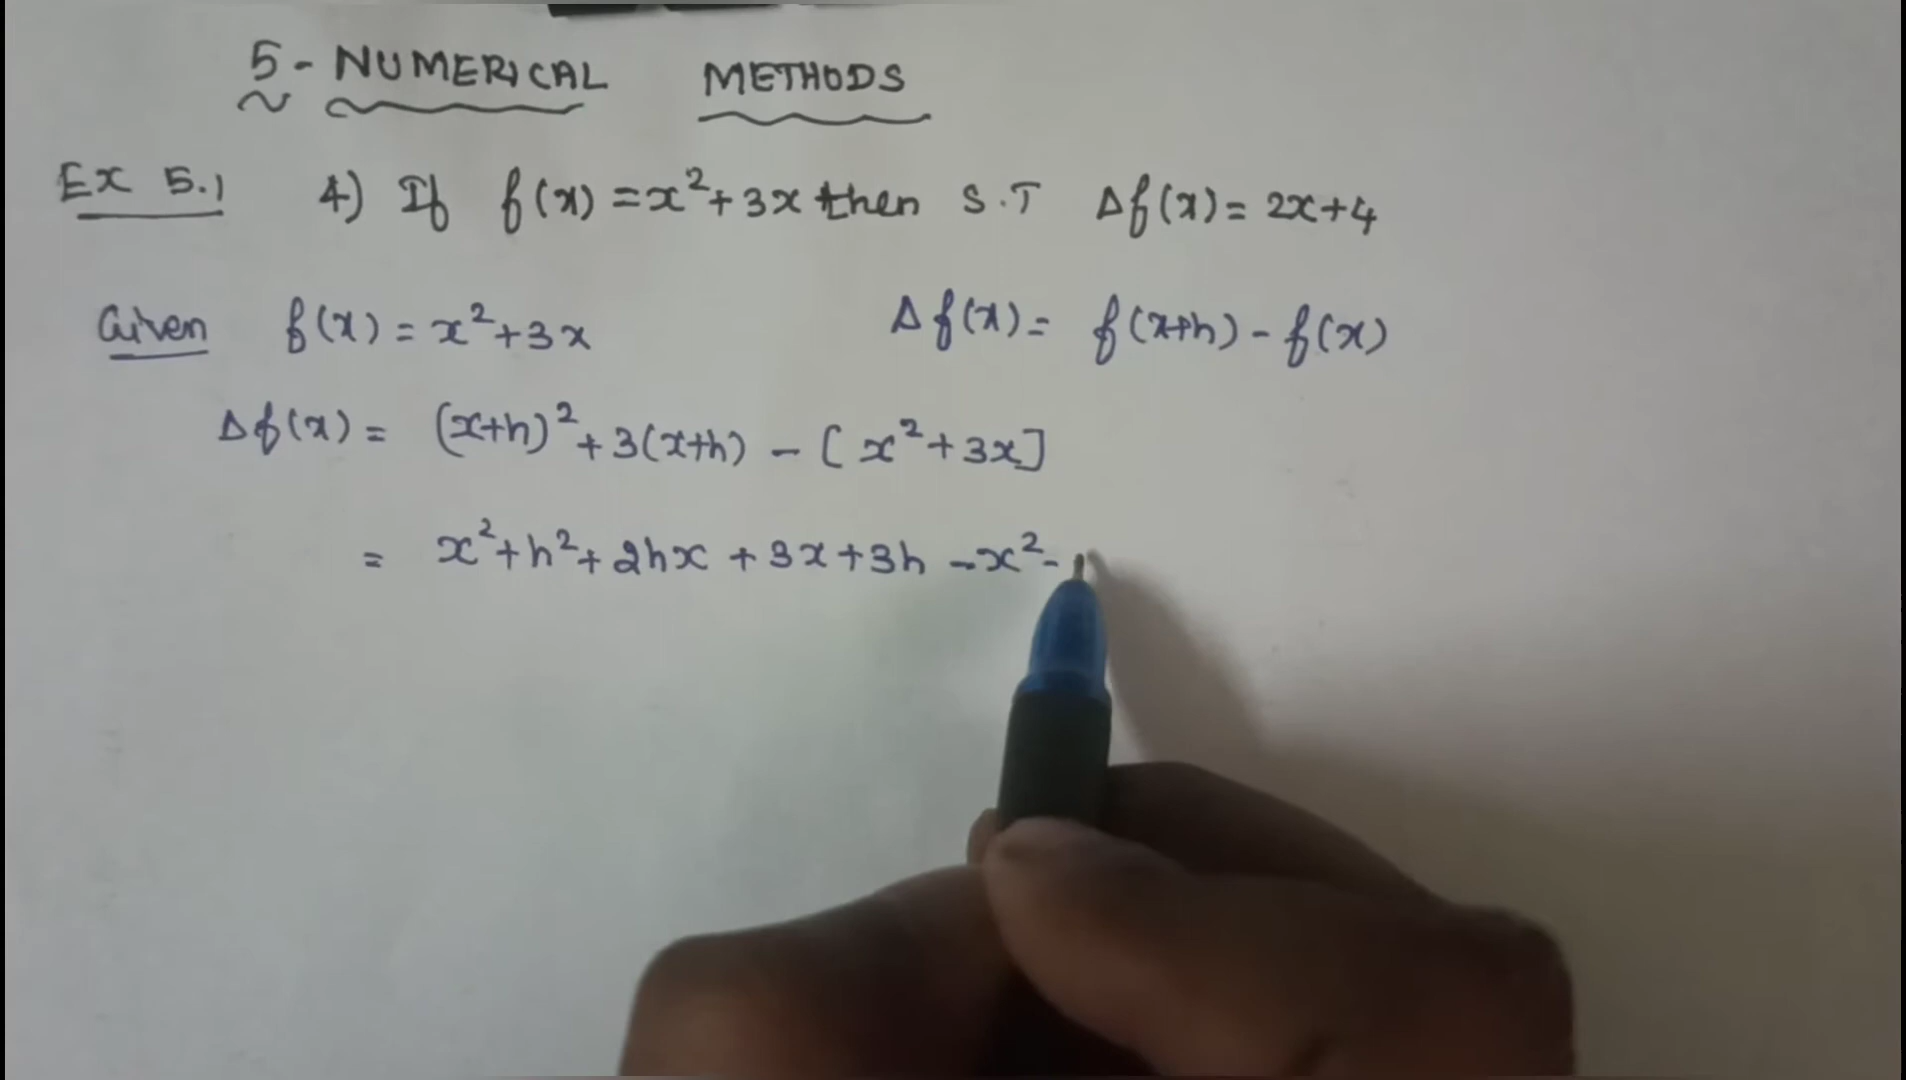 5 - NUMERICAL METHODS
Ex 5.1 4) If f(x) = x²+3x then S.T Δf(x) = 2x+4
Given f(x) = x²+3x Δf(x) = f(x+h) - f(x)
Δf(x) = (x+h)²+3(x+h) - [x²+3x]
= x²+h²+2hx +3x+3h -x²-